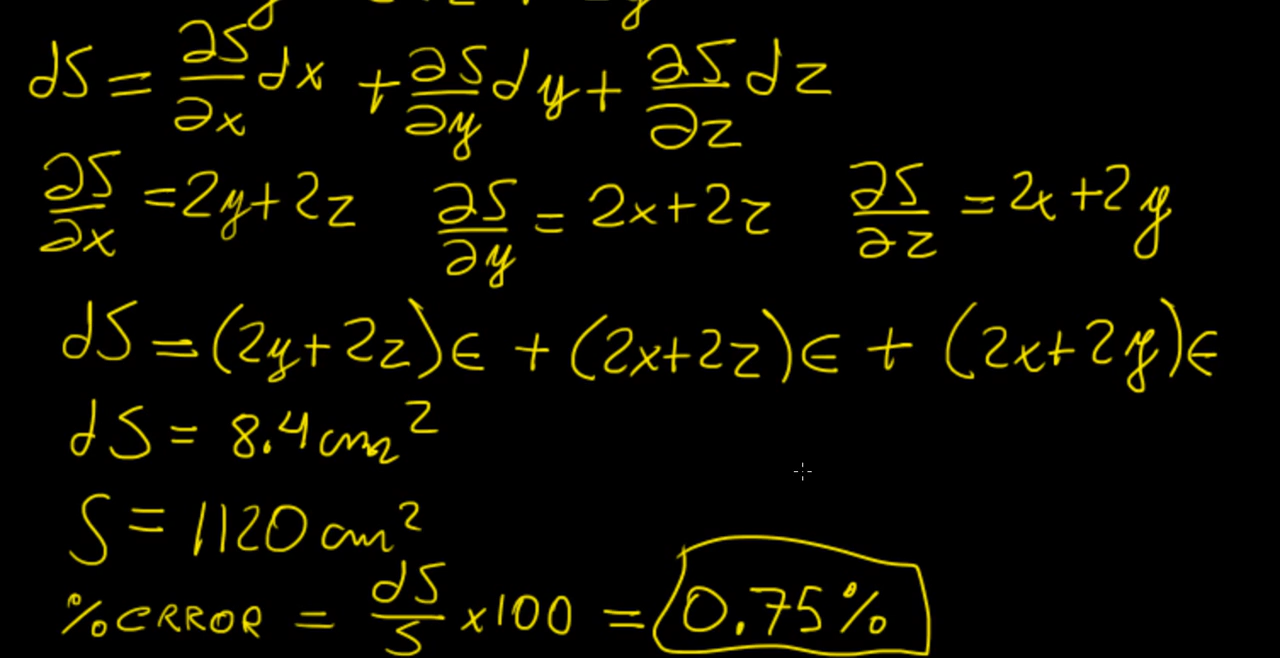 dS = ∂S/∂x dx + ∂S/∂y dy + ∂S/∂z dz
∂S/∂x = 2y + 2z   ∂S/∂y = 2x + 2z   ∂S/∂z = 2x + 2y
dS = (2y + 2z)∈ + (2x + 2z)∈ + (2x + 2y)∈
dS = 8.4 cm²
S = 1120 cm²
% ERROR = dS/S × 100 = 0.75%